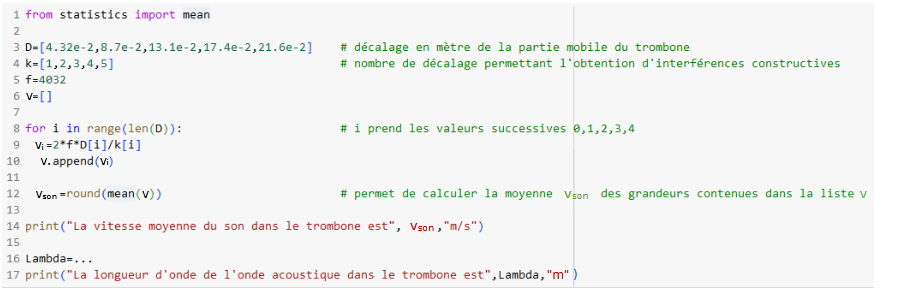 1 from statistics import mean
2
3 D=[4.32e-2,8.7e-2,13.1e-2,17.4e-2,21.6e-2] # décalage en mètre de la partie mobile du trombone
4 k=[1,2,3,4,5] # nombre de décalage permettant l'obtention d'interférences constructives
5 f=4032
6 V=[]
7
8 for i in range(len(D)): # i prend les valeurs successives 0,1,2,3,4
9 Vi=2*f*D[i]/k[i]
10 V.append(Vi)
11
12 Vson=round(mean(V)) # permet de calculer la moyenne Vson des grandeurs contenues dans la liste V
13
14 print("La vitesse moyenne du son dans le trombone est", Vson,"m/s")
15
16 Lambda=...
17 print("La longueur d'onde de l'onde acoustique dans le trombone est",Lambda,"m")